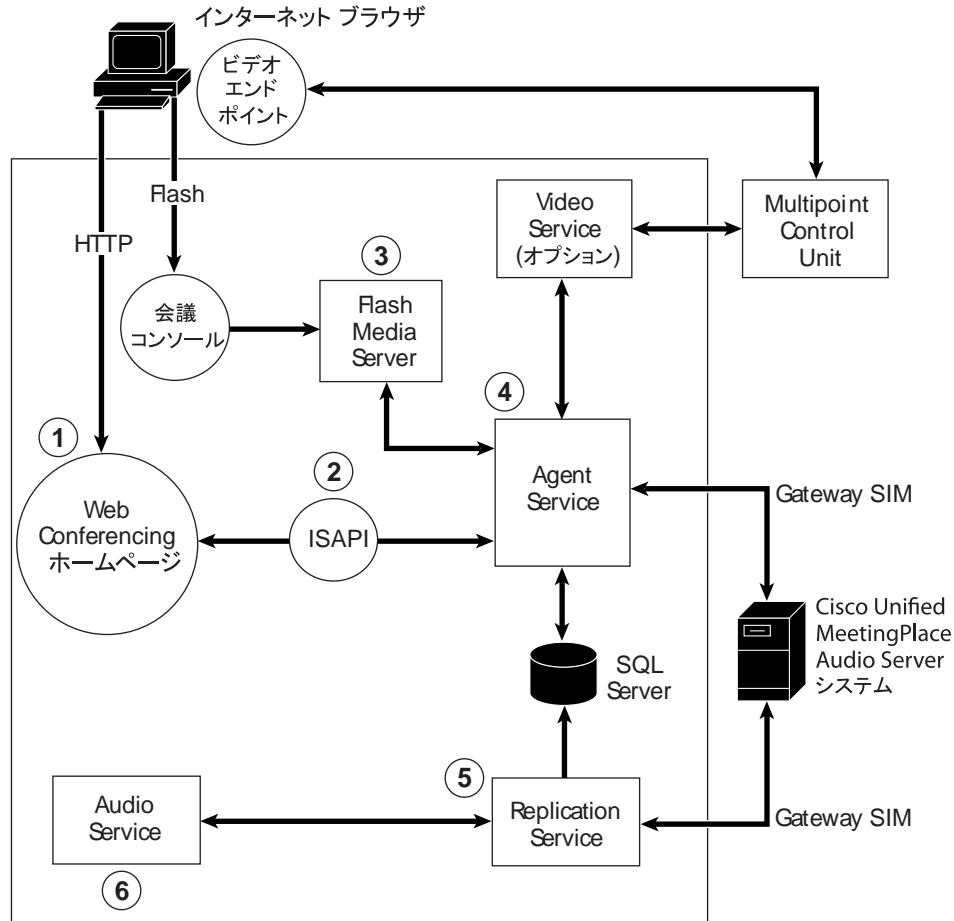 インターネット ブラウザ
ビデオ
エンド
ポイント
Flash
HTTP
Video
Service
(オプション)
Multipoint
Control
Unit
3
会議
コンソール
Flash
Media
Server
4
1
2
Agent
Service
Gateway SIM
Web
Conferencing
ホームページ
ISAPI
Cisco Unified
MeetingPlace
Audio Server
システム
SQL
Server
5
Audio
Service
Replication
Service
Gateway SIM
6